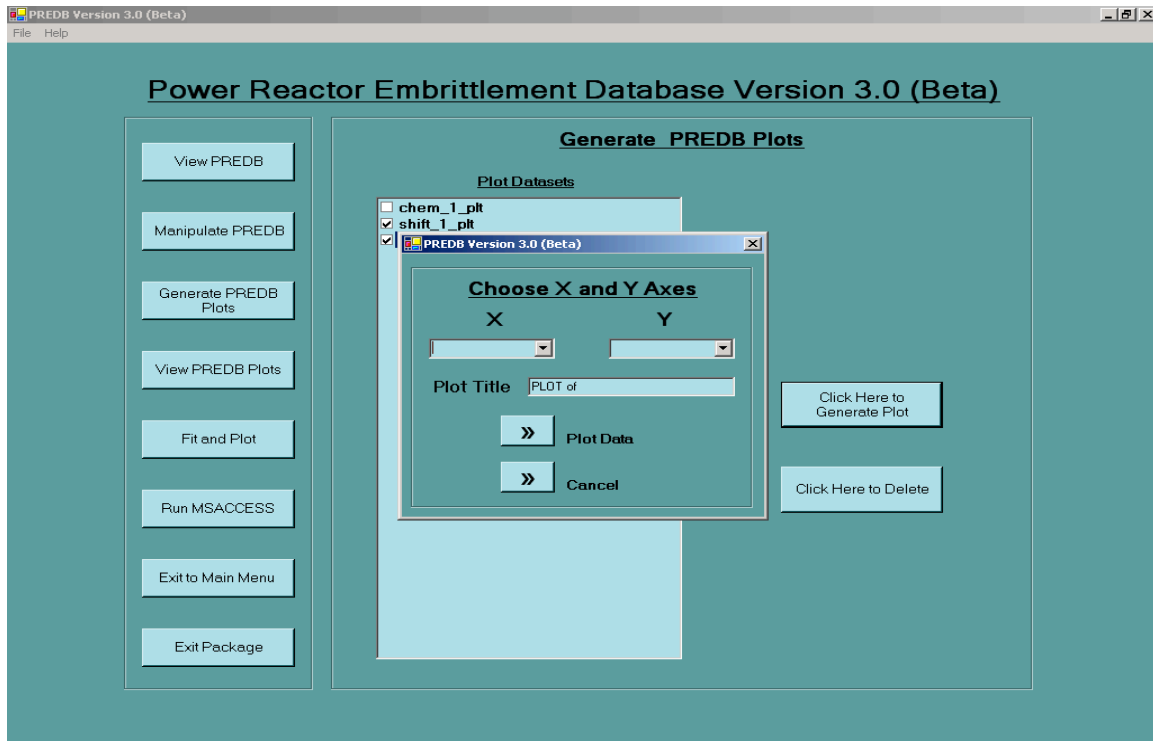 PREDB Version 3.0 (Beta)
File Help
Power Reactor Embrittlement Database Version 3.0 (Beta)
View PREDB
Manipulate PREDB
Generate PREDB
Plots
View PREDB Plots
Fit and Plot
Run MSACCESS
Exit to Main Menu
Exit Package
Generate PREDB Plots
Plot Datasets
chem_1_plt
shift_1_plt
PREDB Version 3.0 (Beta)
Choose X and Y Axes
X Y
Plot Title PLOT of
» Plot Data
» Cancel
Click Here to
Generate Plot
Click Here to Delete